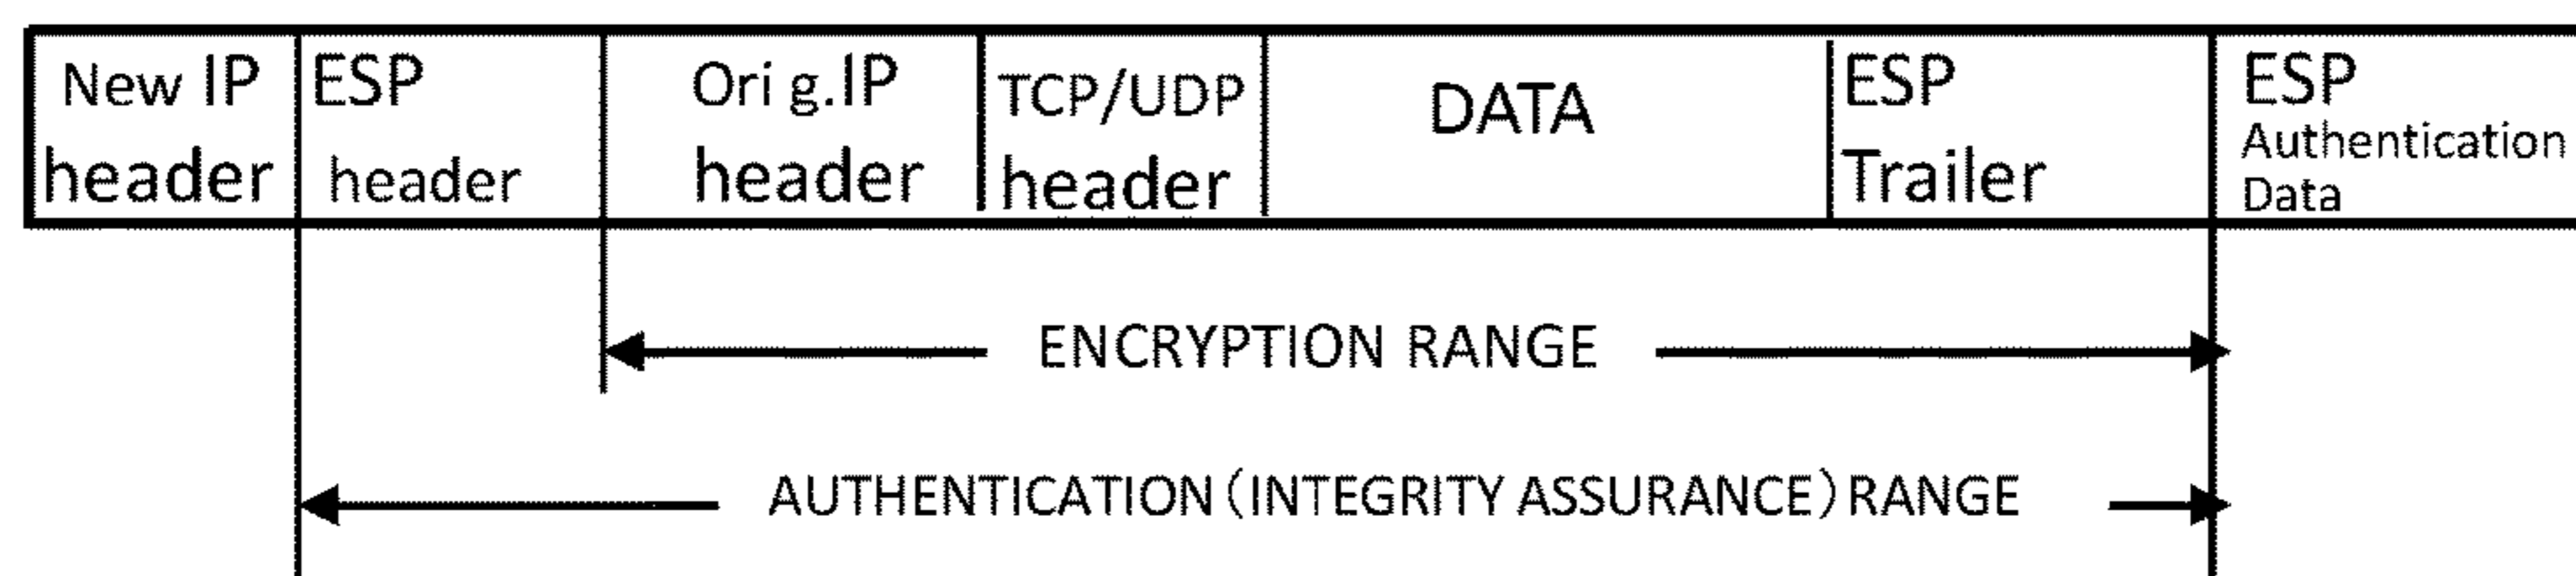 New IP
header
ESP
header
Ori g.IP
header
TCP/UDP
header
DATA
ESP
Trailer
ESP
Authentication
Data
ENCRYPTION RANGE
AUTHENTICATION (INTEGRITY ASSURANCE) RANGE